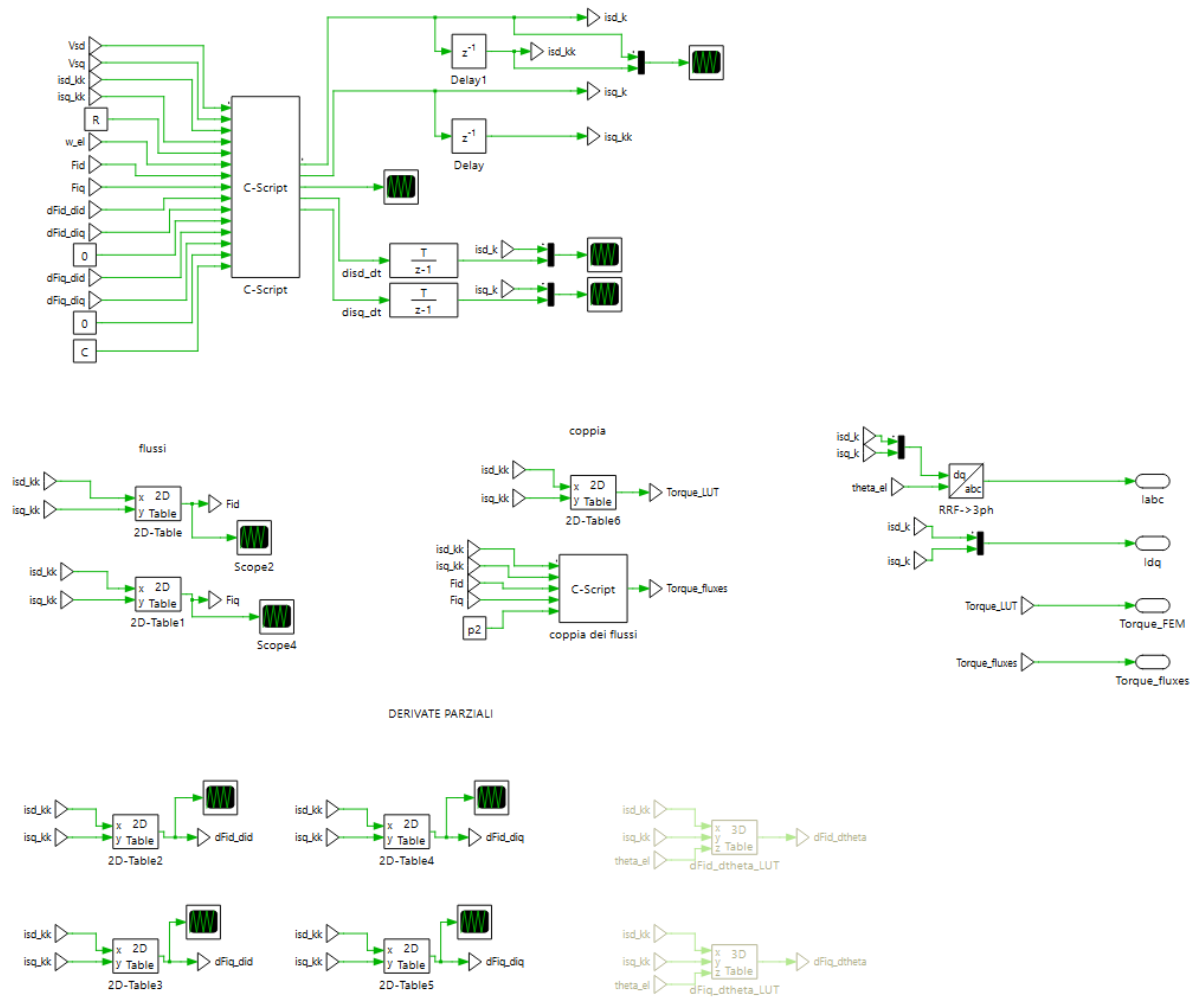 Vsd
Vsq
isd_kk
isq_kk
R
w_el
Fid
Fiq
dFid_did
dFid_diq
0
dFiq_did
dFiq_diq
0
C
C-Script
C-Script
isd_k
z-1
isd_kk
Delay1
isq_k
z-1
isq_kk
Delay
disd_dt
T
z-1
isd_k
disq_dt
T
z-1
isq_k
flussi
isd_kk
isq_kk
x 2D
y Table
Fid
2D-Table
Scope2
isd_kk
isq_kk
x 2D
y Table
Fiq
2D-Table1
Scope4
coppia
isd_kk
isq_kk
x 2D
y Table
Torque_LUT
2D-Table6
isd_kk
isq_kk
Fid
Fiq
p2
C-Script
Torque_fluxes
coppia dei flussi
isd_k
isq_k
theta_el
dq
abc
RRF->3ph
Iabc
isd_k
isq_k
Idq
Torque_LUT
Torque_FEM
Torque_fluxes
Torque_fluxes
DERIVATE PARZIALI
isd_kk
isq_kk
x 2D
y Table
dFid_did
2D-Table2
isd_kk
isq_kk
x 2D
y Table
dFid_diq
2D-Table4
isd_kk
isq_kk
theta_el
x 3D
y
z Table
dFid_dtheta
dFid_dtheta_LUT
isd_kk
isq_kk
x 2D
y Table
dFiq_did
2D-Table3
isd_kk
isq_kk
x 2D
y Table
dFiq_diq
2D-Table5
isd_kk
isq_kk
theta_el
x 3D
y
z Table
dFiq_dtheta
dFiq_dtheta_LUT